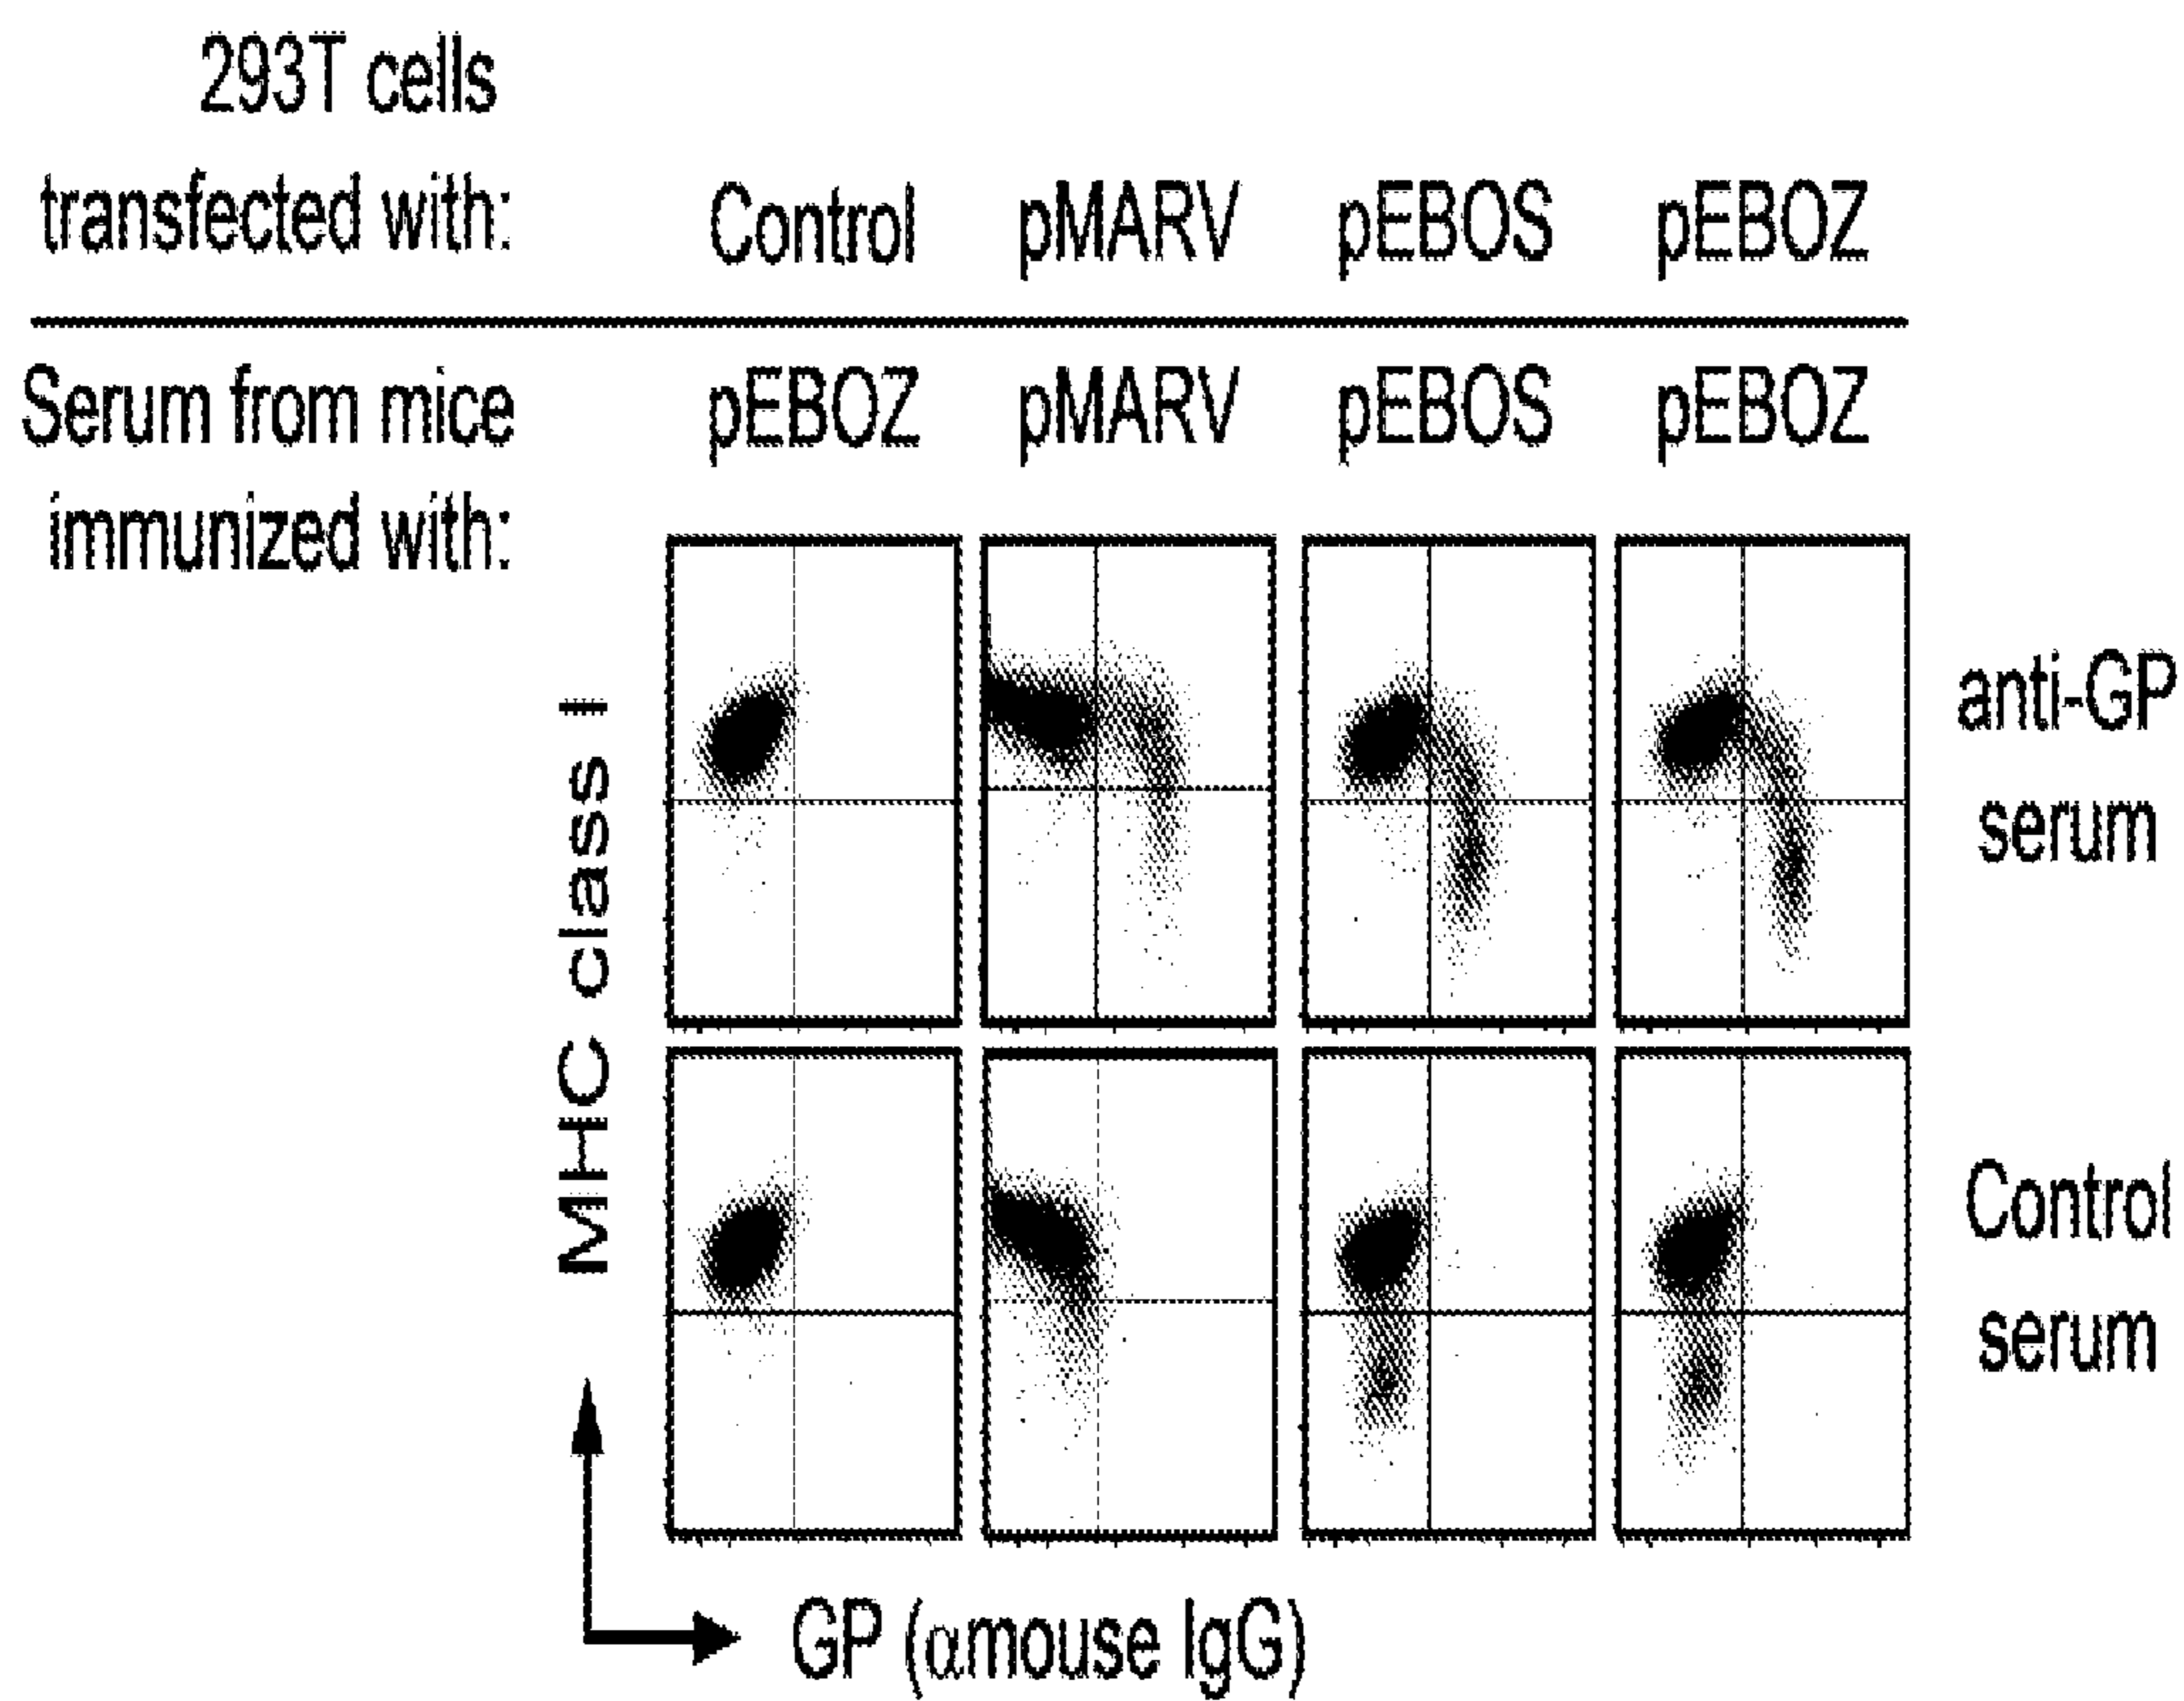 293T cells
transfected with:
Control pMARV pEBOS pEBOZ
Serum from mice
immunized with:
pEBOZ pMARV pEBOS pEBOZ
MHC class I
anti-GP
serum
Control
serum
GP (αmouse IgG)